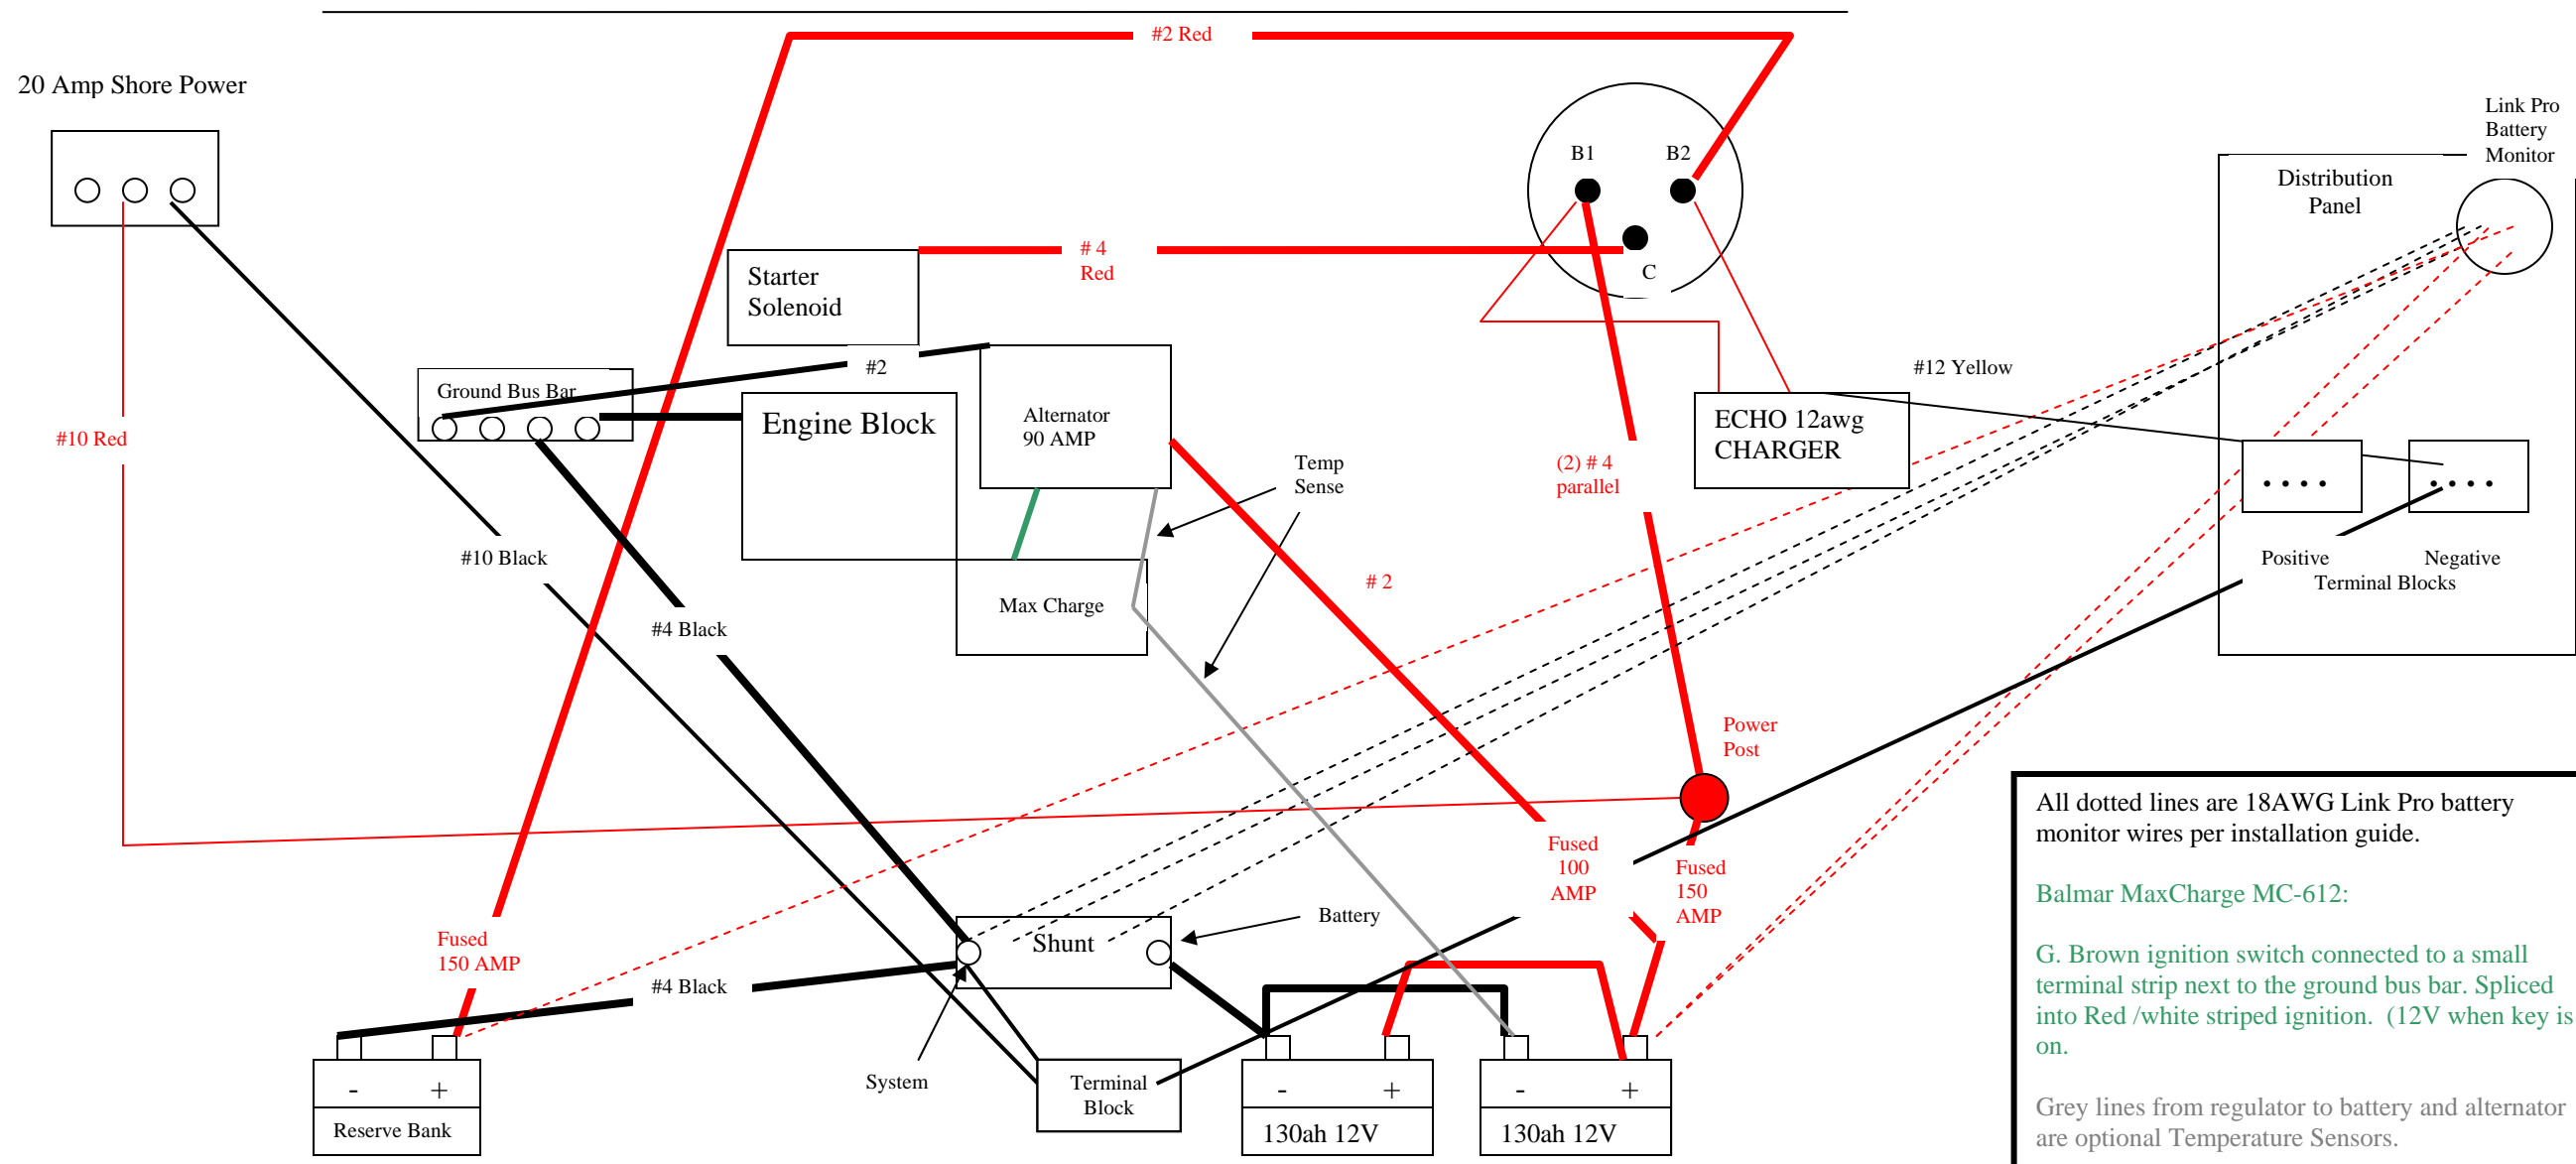 #2 Red
20 Amp Shore Power
Link Pro
Battery
Monitor
B1
B2
C
Distribution
Panel
# 4
Red
Starter
Solenoid
#2
#12 Yellow
Ground Bus Bar
Engine Block
Alternator
90 AMP
ECHO 12awg
CHARGER
#10 Red
Temp
Sense
(2) # 4
parallel
#10 Black
# 2
Positive
Negative
Terminal Blocks
Max Charge
#4 Black
Power
Post
All dotted lines are 18AWG Link Pro battery
monitor wires per installation guide.
Balmar MaxCharge MC-612:
G. Brown ignition switch connected to a small
terminal strip next to the ground bus bar. Spliced
into Red /white striped ignition. (12V when key is
on.
Grey lines from regulator to battery and alternator
are optional Temperature Sensors.
Fused
100
AMP
Fused
150
AMP
Fused
150 AMP
Shunt
Battery
#4 Black
System
- +
Reserve Bank
Terminal
Block
- +
130ah 12V
- +
130ah 12V